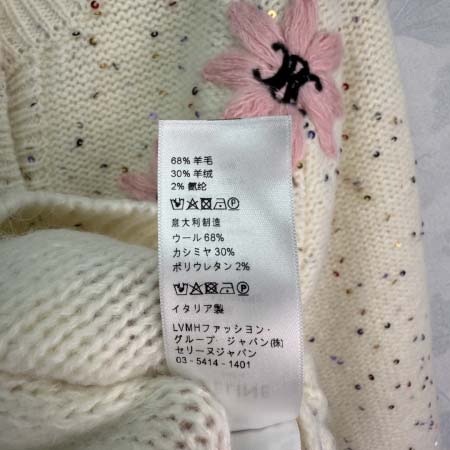 68% 羊毛
30% 羊绒
2% 氨纶
意大利制造
ウール 68%
カシミヤ 30%
ポリウレタン 2%
イタリア製
LVMHファッション・
グループ・ジャパン(株)
セリーヌジャパン
03 - 5414 - 1401